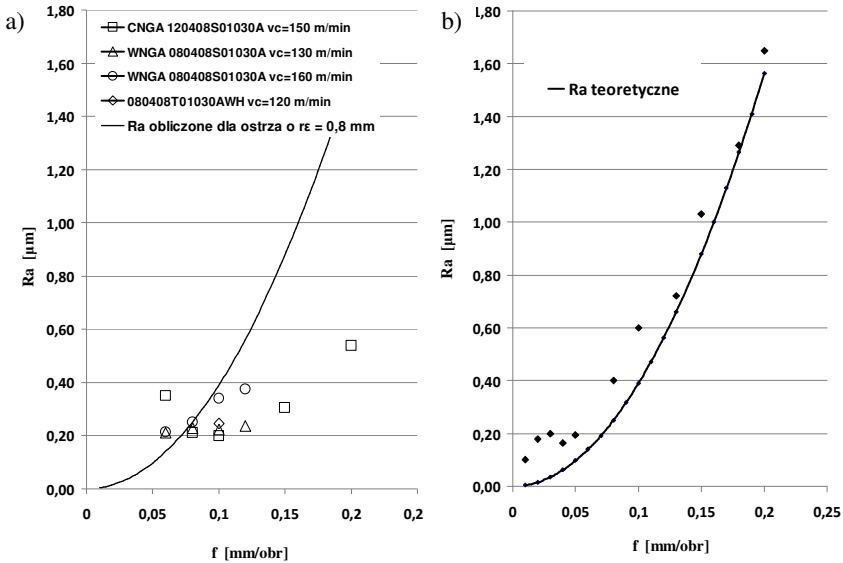 a)
1,80
1,60
1,40
1,20
1,00
0,80
0,60
0,40
0,20
0,00
Ra [µm]
CNGA 120408S01030A vc=150 m/min
WNGA 080408S01030A vc=130 m/min
WNGA 080408S01030A vc=160 m/min
080408T01030AWH vc=120 m/min
Ra obliczone dla ostrza o rε = 0,8 mm
0
0,05
0,1
0,15
0,2
0,2
f [mm/obr]
b)
1,80
1,60
1,40
1,20
1,00
0,80
0,60
0,40
0,20
0,00
Ra [µm]
Ra teoretyczne
0
0,05
0,1
0,15
0,2
0,25
f [mm/obr]